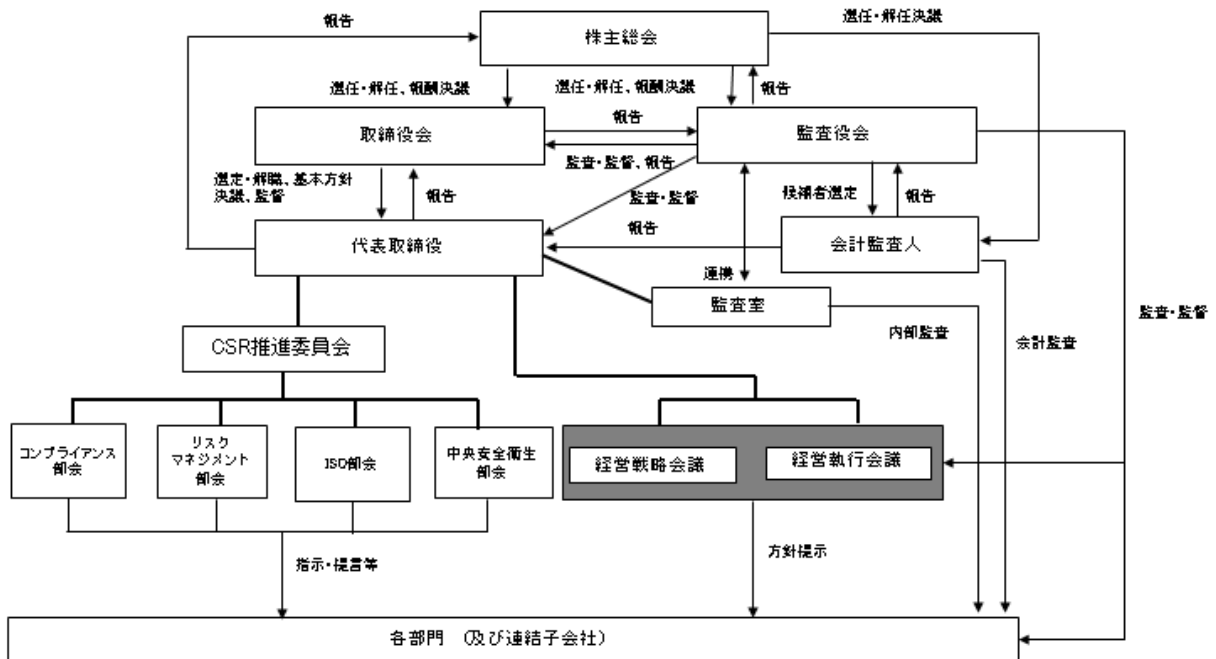 報告
選任・解任決議
株主総会
選任・解任、報酬決議
選任・解任、報酬決議
報告
取締役会
報告
監査役会
監査・監督、報告
選定・解職、基本方針
決議、監督
報告
監査・監督
候補者選定
報告
代表取締役
報告
会計監査人
連携
監査室
内部監査
会計監査
監査・監督
CSR推進委員会
コンプライアンス
部会
リスク
マネジメント
部会
ISO部会
中央安全衛生
部会
経営戦略会議
経営執行会議
指示・提言等
方針提示
各部門 (及び連結子会社)